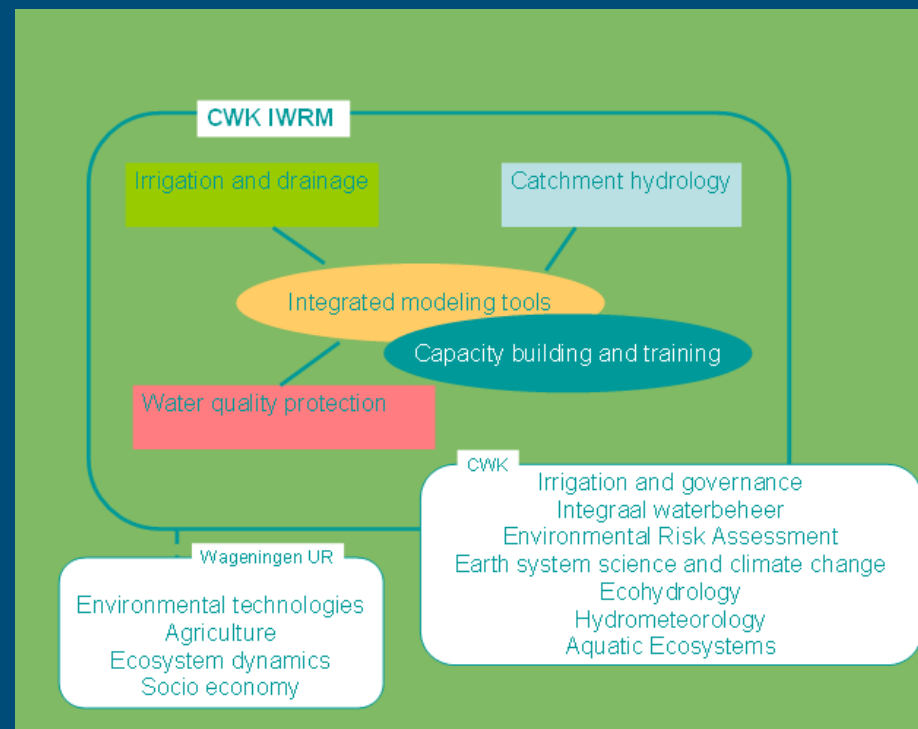 CWK IWRM
Irrigation and drainage
Catchment hydrology
Integrated modeling tools
Capacity building and training
Water quality protection
CWK
Irrigation and governance
Integraal waterbeheer
Environmental Risk Assessment
Earth system science and climate change
Ecohydrology
Hydrometeorology
Aquatic Ecosystems
Wageningen UR
Environmental technologies
Agriculture
Ecosystem dynamics
Socio economy